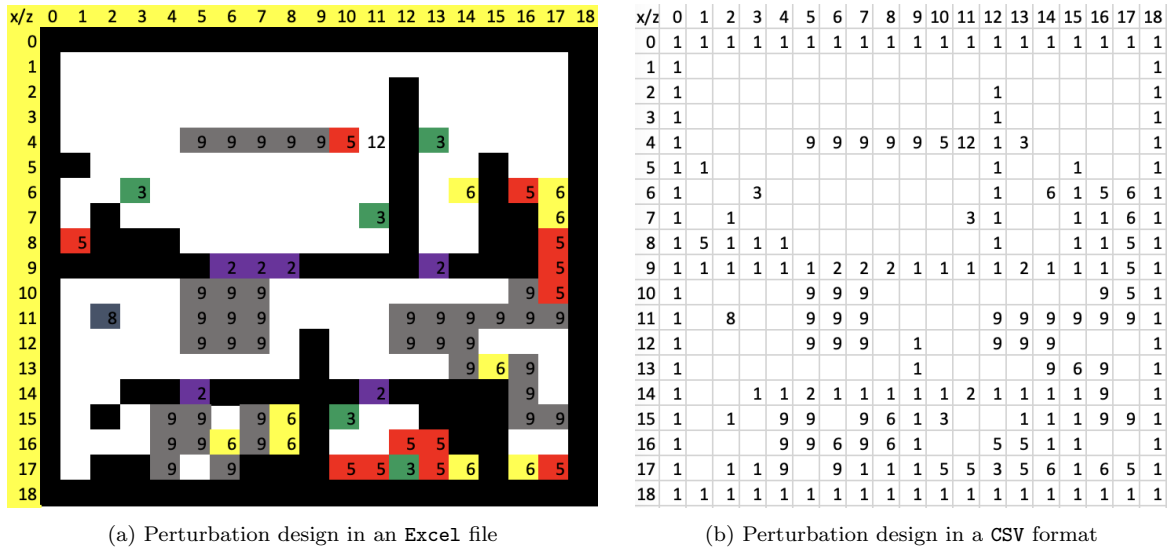 x/z 0 1 2 3 4 5 6 7 8 9 10 11 12 13 14 15 16 17 18
0
1
2
3
4 9 9 9 9 9 5 12 3
5
6 3 6 5 6
7 3 6
8 5 5
9 2 2 2 2 5
10 9 9 9 9 5
11 8 9 9 9 9 9 9 9 9 9
12 9 9 9 9 9 9
13 9 6 9
14 2 2 9
15 9 9 9 6 3 9 9
16 9 9 6 9 6 5 5
17 9 9 5 5 3 5 6 6 5
18
(a) Perturbation design in an Excel file
x/z 0 1 2 3 4 5 6 7 8 9 10 11 12 13 14 15 16 17 18
0 1 1 1 1 1 1 1 1 1 1 1 1 1 1 1 1 1 1 1
1 1 1
2 1 1 1
3 1 1 1
4 1 9 9 9 9 9 5 12 1 3 1
5 1 1 1 1 1
6 1 3 1 6 1 5 6 1
7 1 1 3 1 1 1 6 1
8 1 5 1 1 1 1 1 1 5 1
9 1 1 1 1 1 1 2 2 2 1 1 1 1 2 1 1 1 5 1
10 1 9 9 9 9 5 1
11 1 8 9 9 9 9 9 9 9 9 9 1
12 1 9 9 9 1 9 9 9 1
13 1 1 9 6 9 1
14 1 1 1 2 1 1 1 1 1 2 1 1 1 1 9 1
15 1 1 9 9 9 6 1 3 1 1 1 9 9 1
16 1 9 9 6 9 6 1 5 5 1 1 1
17 1 1 1 9 9 1 1 1 5 5 3 5 6 1 6 5 1
18 1 1 1 1 1 1 1 1 1 1 1 1 1 1 1 1 1 1 1
(b) Perturbation design in a CSV format